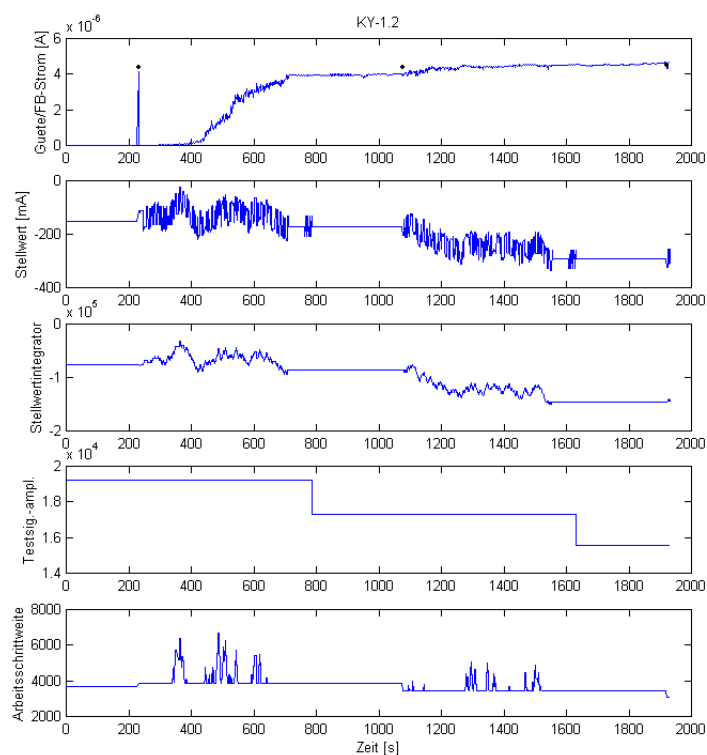 KY-1.2
x 10^-6
Guete/FB-Strom [A]
6
4
2
0
0 200 400 600 800 1000 1200 1400 1600 1800 2000
Stellwert [mA]
0
-200
-400
0 200 400 600 800 1000 1200 1400 1600 1800 2000
x 10^5
Stellwertintegrator
0
-1
-2
0 200 400 600 800 1000 1200 1400 1600 1800 2000
x 10^4
Testsig.-ampl.
2
1.8
1.6
1.4
0 200 400 600 800 1000 1200 1400 1600 1800 2000
Arbeitsschrittweite
8000
6000
4000
2000
0 200 400 600 800 1000 1200 1400 1600 1800 2000
Zeit [s]